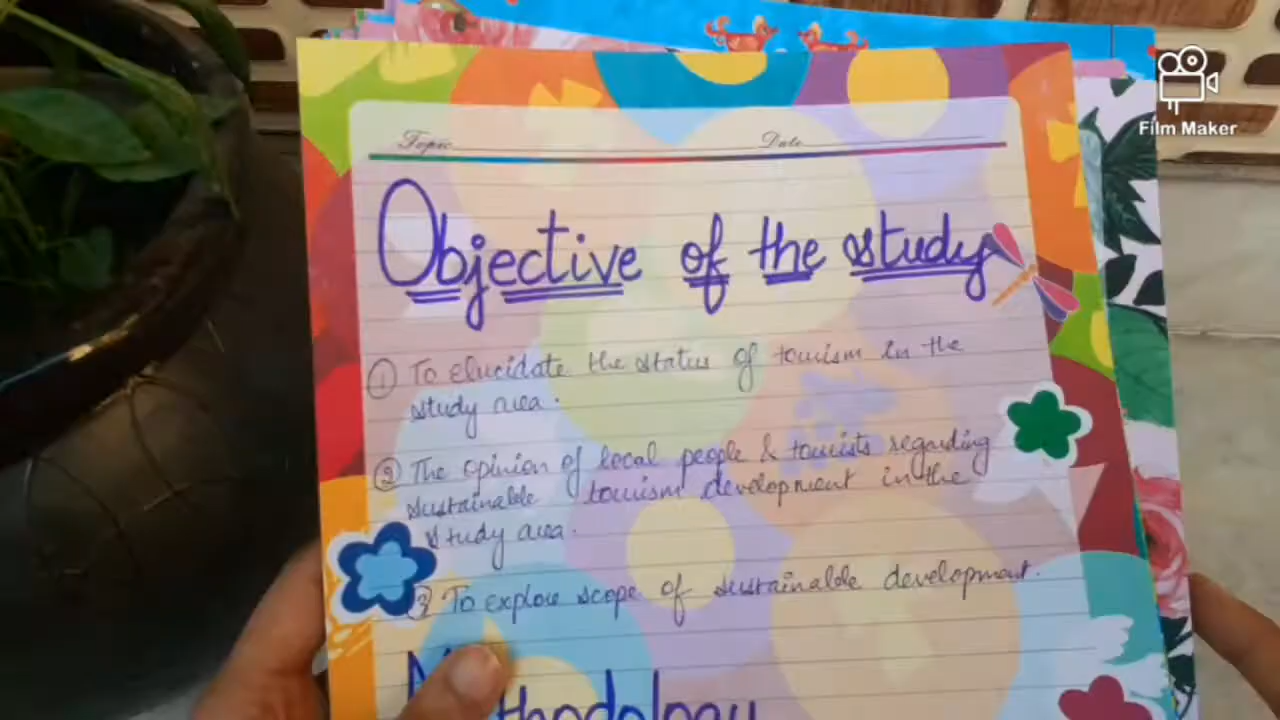 Film Maker
Topic Date
Objective of the study
① To elucidate the status of tourism in the
study area.
② The opinion of local people & tourists regarding
sustainable tourism development in the
study area.
③ To explore scope of sustainable development.